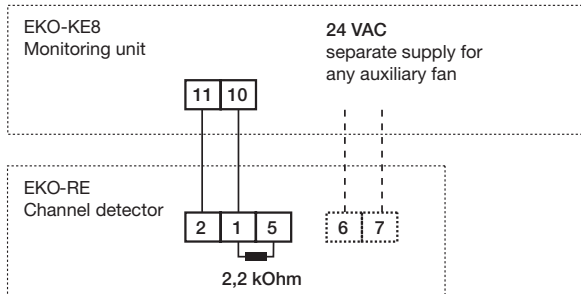 EKO-KE8
Monitoring unit
24 VAC
separate supply for
any auxiliary fan
11 10
EKO-RE
Channel detector
2 1 5 6 7
2,2 kOhm